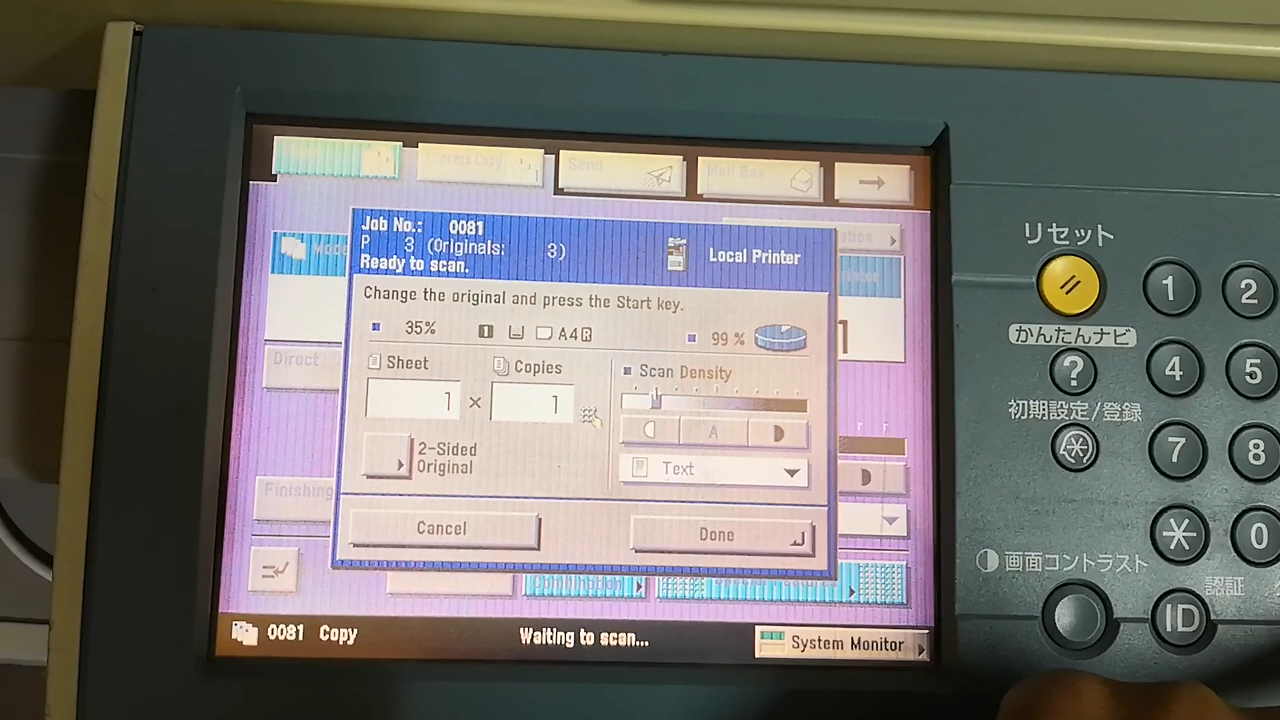 Express Copy
Send
Mail Box
Job No.: 0081
P 3 (Originals: 3)
Ready to scan.
Local Printer
Change the original and press the Start key.
35% 1 A4R 99 %
Sheet Copies Scan Density
1 × 1
A
2-Sided
Original
Text
Cancel Done
Direct
Finishing
1
0081 Copy Waiting to scan... System Monitor
リセット
かんたんナビ
?
初期設定/登録
画面コントラスト
認証
1 2
4 5
7 8
* 0
ID